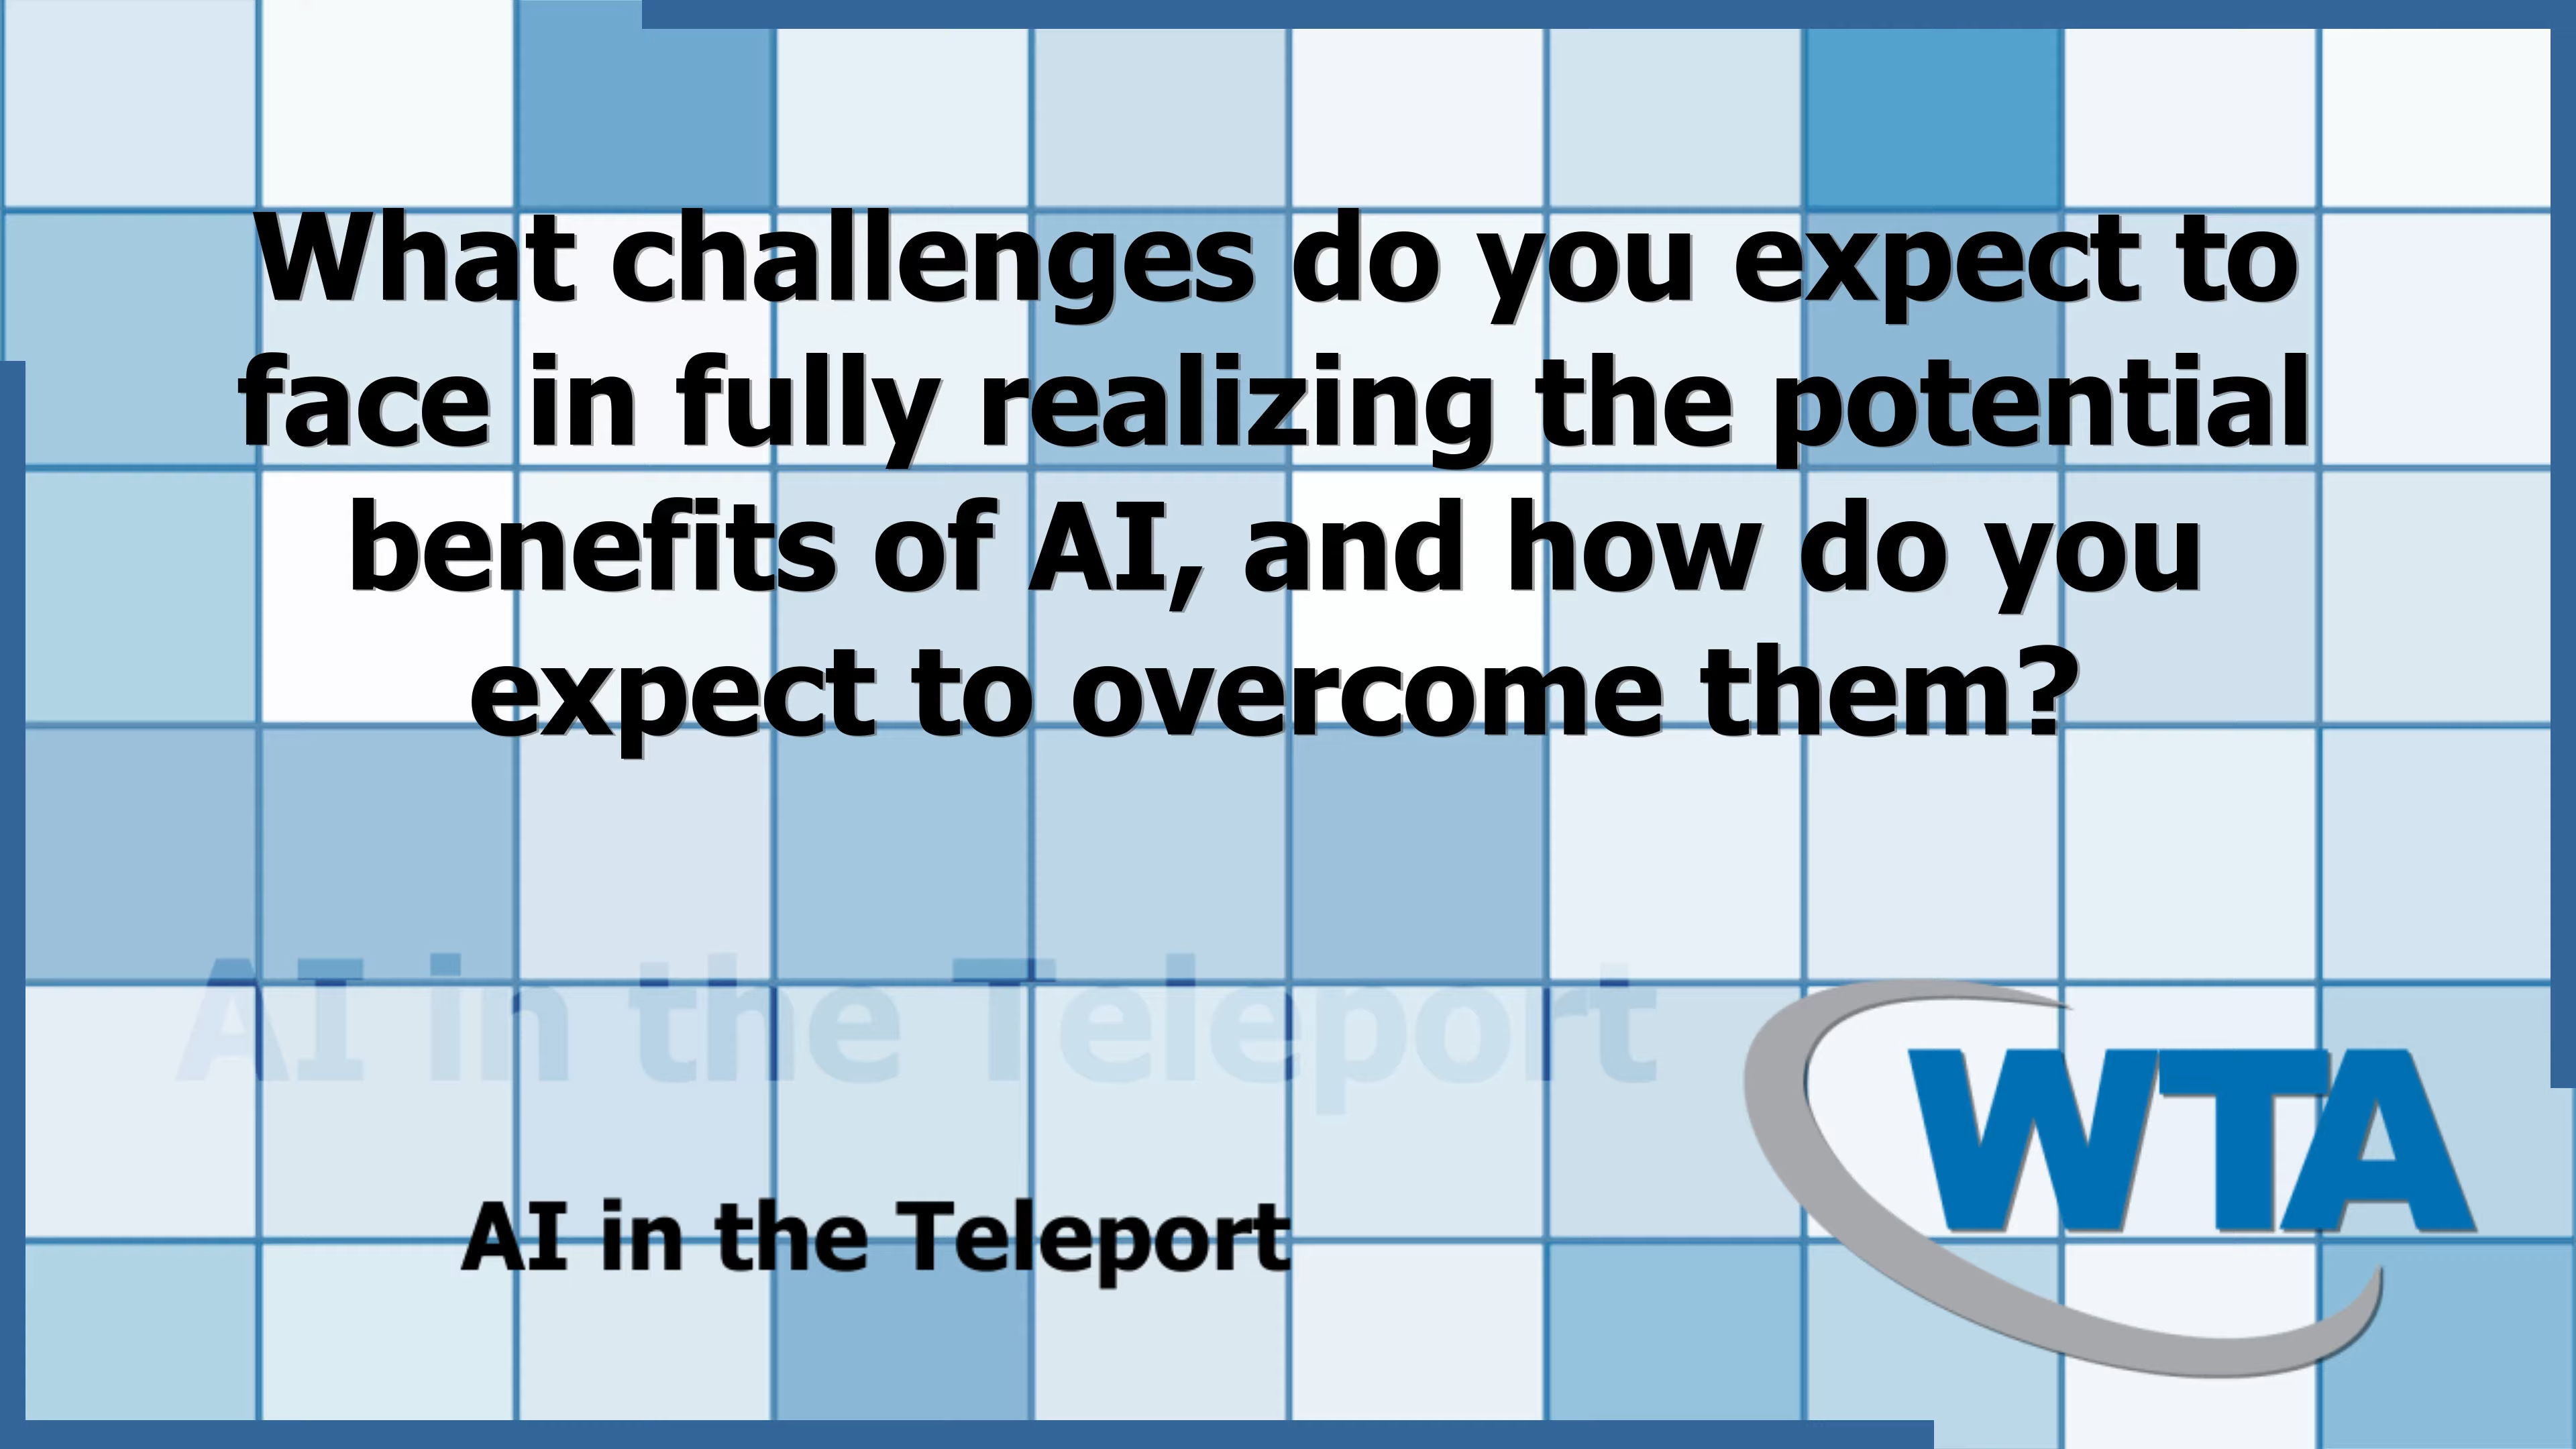 What challenges do you expect to
face in fully realizing the potential
benefits of AI, and how do you
expect to overcome them?
AI in the Teleport
WTA
AI in the Teleport